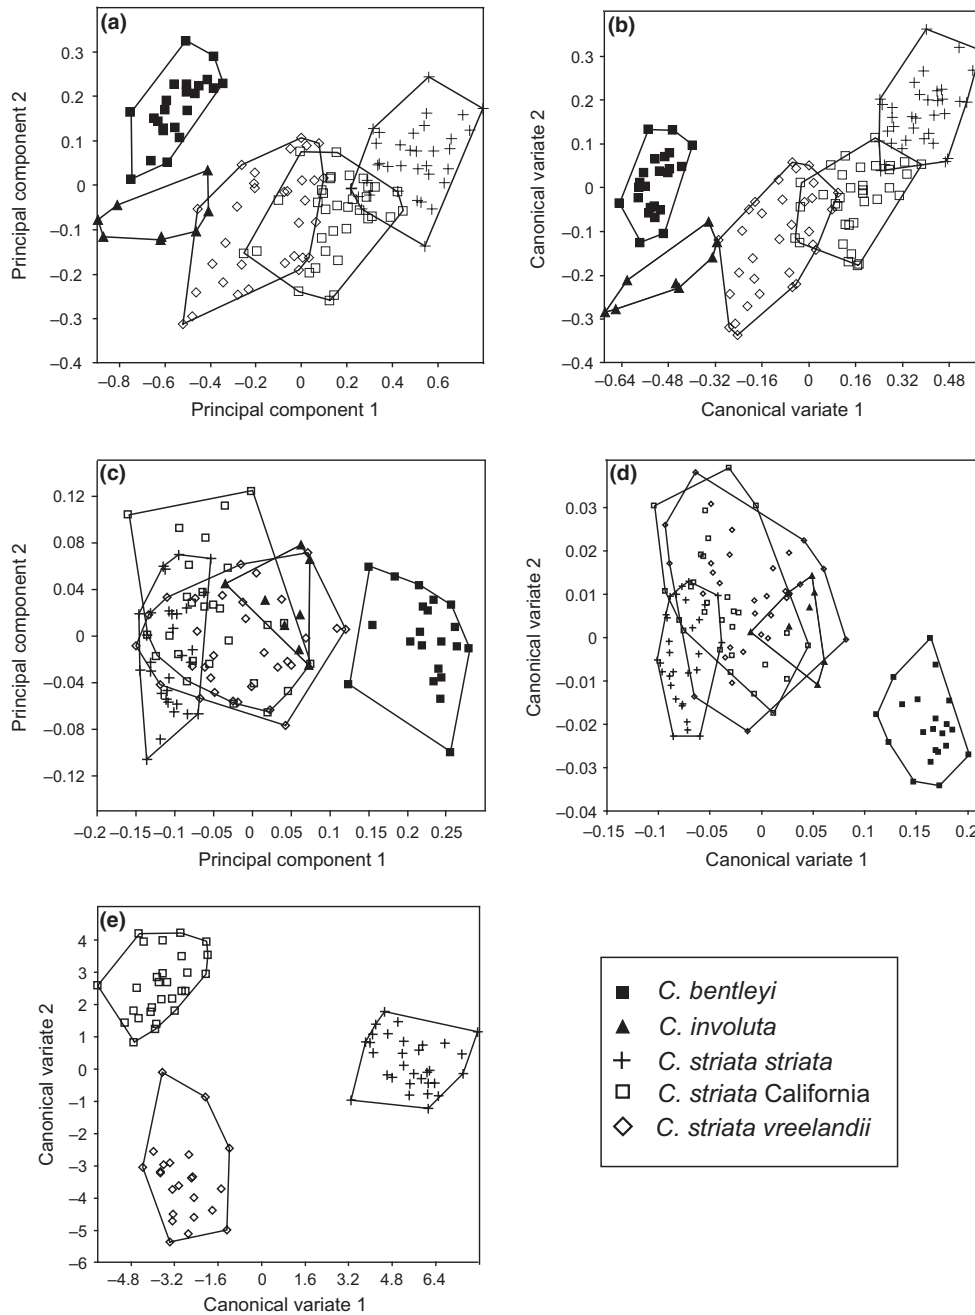 (a)
Principal component 2
0.3
0.2
0.1
0
–0.1
–0.2
–0.3
–0.4
–0.8 –0.6 –0.4 0 0.2 0.4 0.6
Principal component 1
(b)
Canonical variate 2
0.3
0.2
0.1
0
–0.1
–0.2
–0.3
–0.4
–0.64 –0.48 –0.32 –0.16 0 0.16 0.32 0.48
Canonical variate 1
(c)
Principal component 2
0.12
0.08
0.04
0
–0.04
–0.08
–0.12
–0.2 –0.15 –0.1 –0.05 0 0.05 0.15 0.25
Principal component 1
(d)
Canonical variate 2
0.03
0.02
0.01
0
–0.01
–0.02
–0.03
–0.04
–0.15 –0.1 –0.05 0 0.05 0.1 0.15 0.2
Canonical variate 1
(e)
Canonical variate 2
4
3
2
1
0
–1
–2
–3
–4
–5
–6
–4.8 –3.2 –1.6 0 1.6 3.2 4.8 6.4
Canonical variate 1
C. bentleyi
C. involuta
C. striata striata
C. striata California
C. striata vreelandii